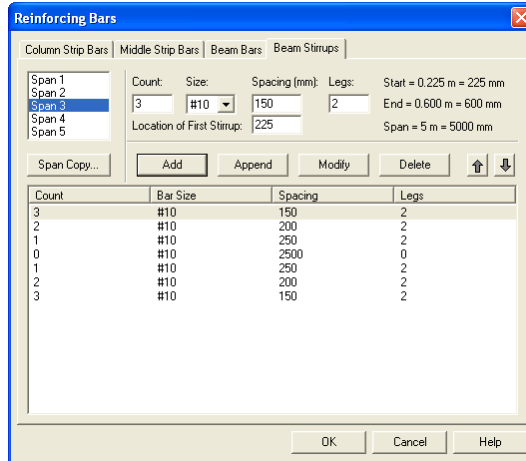 Reinforcing Bars
Column Strip Bars Middle Strip Bars Beam Bars Beam Stirrups
Span 1
Span 2
Span 3
Span 4
Span 5
Count: Size: Spacing (mm): Legs: Start = 0.225 m = 225 mm
3 #10 150 2 End = 0.600 m = 600 mm
Location of First Stirrup: 225 Span = 5 m = 5000 mm
Span Copy... Add Append Modify Delete
Count Bar Size Spacing Legs
3 #10 150 2
2 #10 200 2
1 #10 250 2
0 #10 2500 0
1 #10 250 2
2 #10 200 2
3 #10 150 2
OK Cancel Help